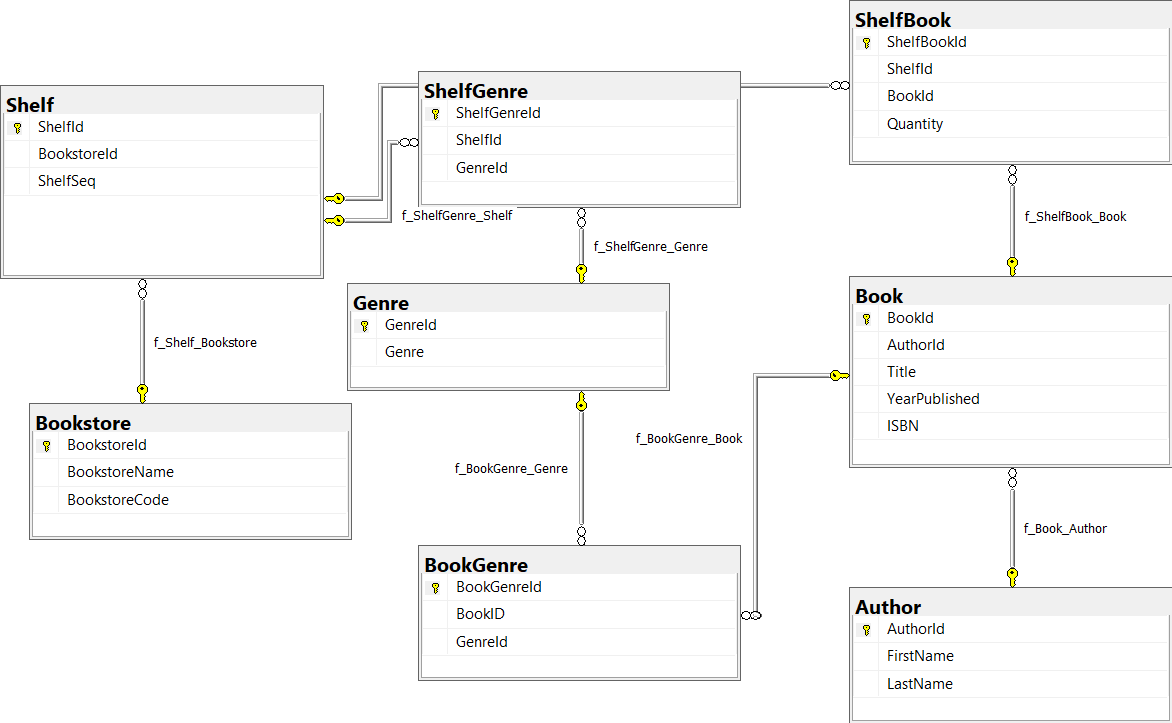 ShelfBook
ShelfBookId
ShelfId
BookId
Quantity
ShelfGenre
ShelfGenreId
ShelfId
GenreId
Shelf
ShelfId
BookstoreId
ShelfSeq
f_ShelfGenre_Shelf
f_ShelfBook_Book
f_ShelfGenre_Genre
Genre
GenreId
Genre
Book
BookId
AuthorId
Title
YearPublished
ISBN
f_Shelf_Bookstore
Bookstore
BookstoreId
BookstoreName
BookstoreCode
f_BookGenre_Book
f_BookGenre_Genre
f_Book_Author
BookGenre
BookGenreId
BookID
GenreId
Author
AuthorId
FirstName
LastName